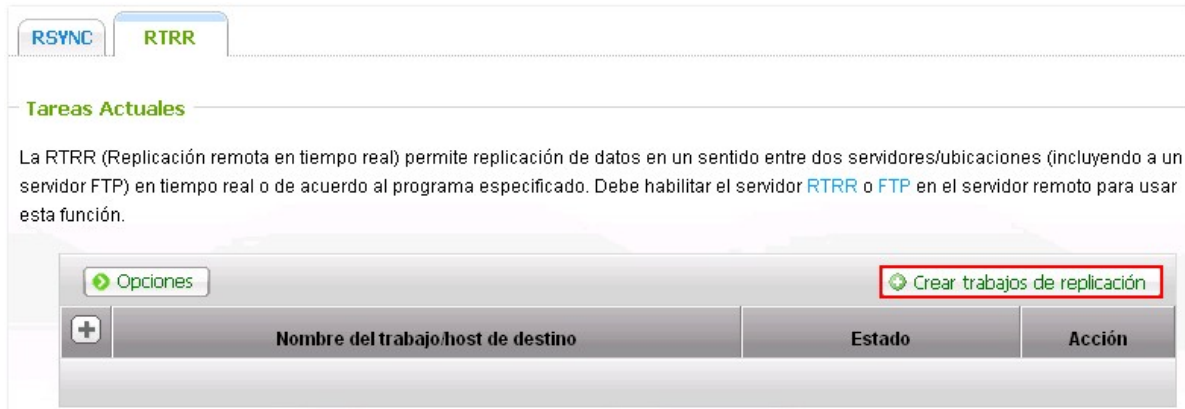 RSYNC RTRR
Tareas Actuales
La RTRR (Replicación remota en tiempo real) permite replicación de datos en un sentido entre dos servidores/ubicaciones (incluyendo a un
servidor FTP) en tiempo real o de acuerdo al programa especificado. Debe habilitar el servidor RTRR o FTP en el servidor remoto para usar
esta función.
Opciones Crear trabajos de replicación
Nombre del trabajo/host de destino Estado Acción